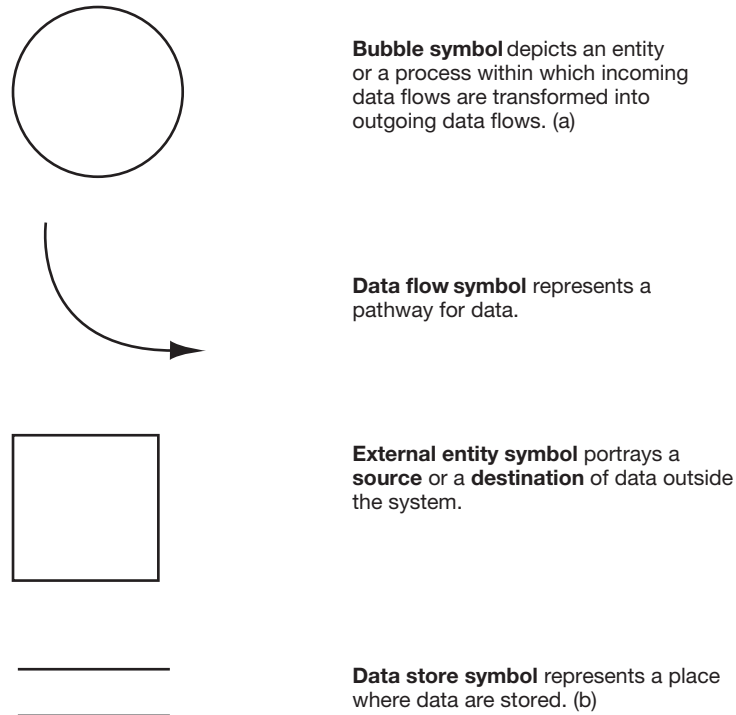 Bubble symbol depicts an entity
or a process within which incoming
data flows are transformed into
outgoing data flows. (a)
Data flow symbol represents a
pathway for data.
External entity symbol portrays a
source or a destination of data outside
the system.
Data store symbol represents a place
where data are stored. (b)